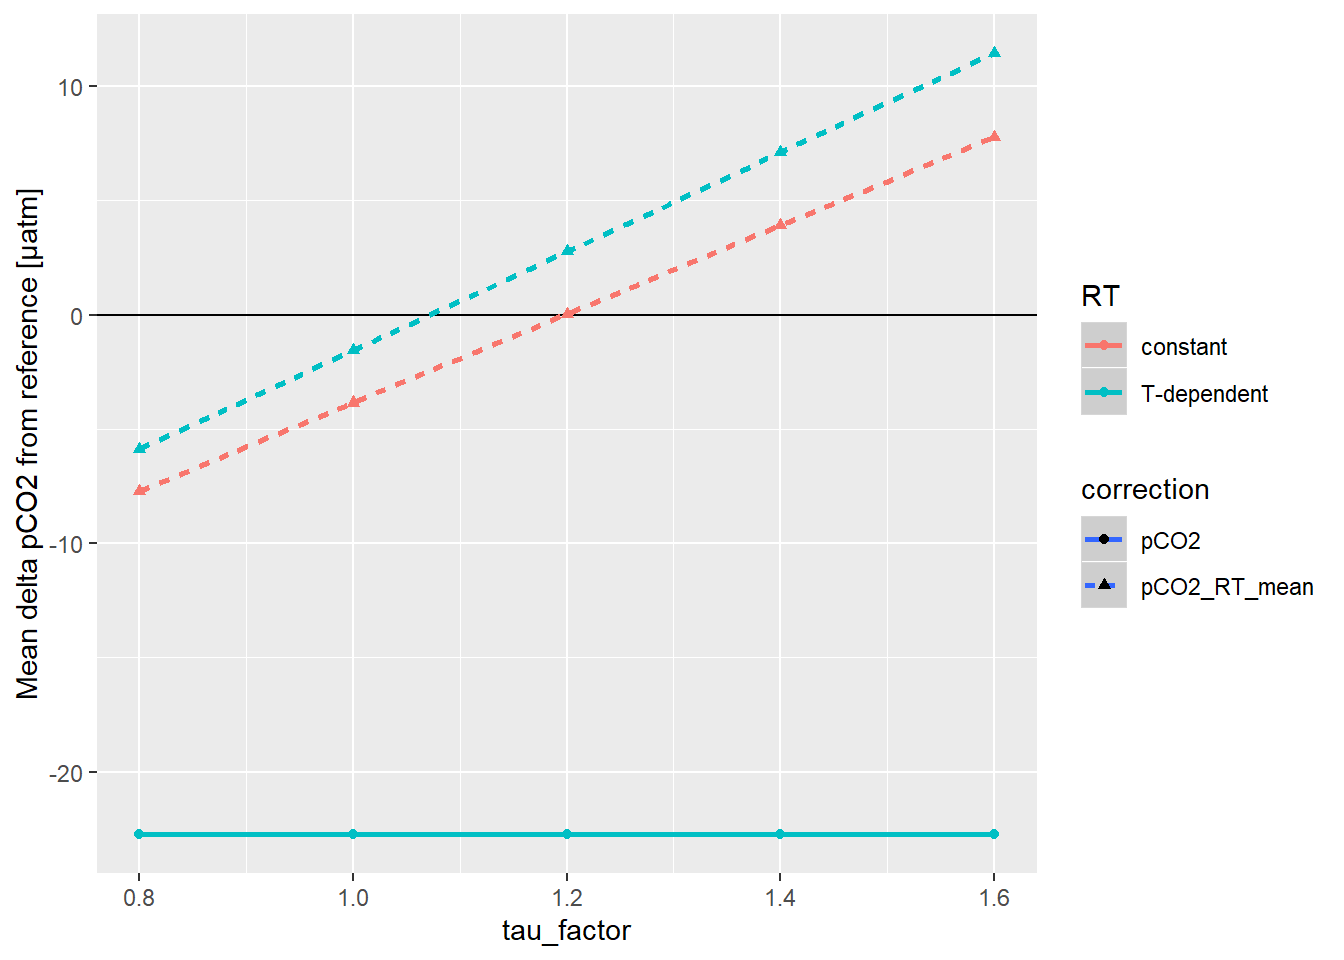 Mean delta pCO2 from reference [µatm]
10
0
-10
-20
0.8 1.0 1.2 1.4 1.6
tau_factor
RT
constant
T-dependent
correction
pCO2
pCO2_RT_mean